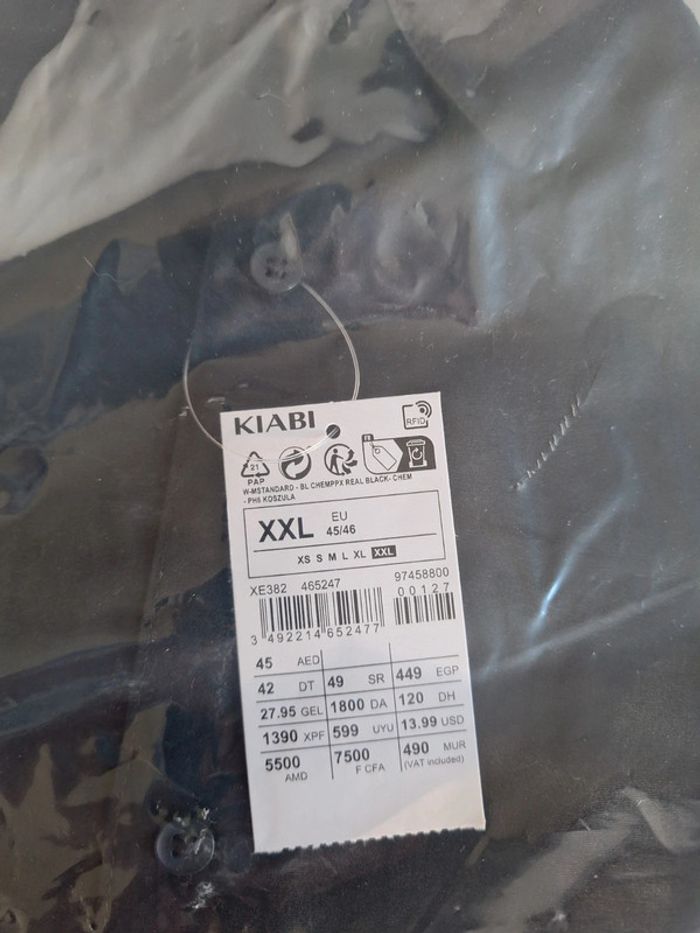 KIABI
RFID
21
PAP
FR
W-MSTANDARD - BL CHEMPPX REAL BLACK- CHEM
- PH6 KOSZULA
XXL EU
45/46
XS S M L XL XXL
XE382 465247 97458800
00127
3 492214 652477
45 AED
42 DT 49 SR 449 EGP
27.95 GEL 1800 DA 120 DH
1390 XPF 599 UYU 13.99 USD
5500 AMD 7500 F CFA 490 MUR
(VAT included)